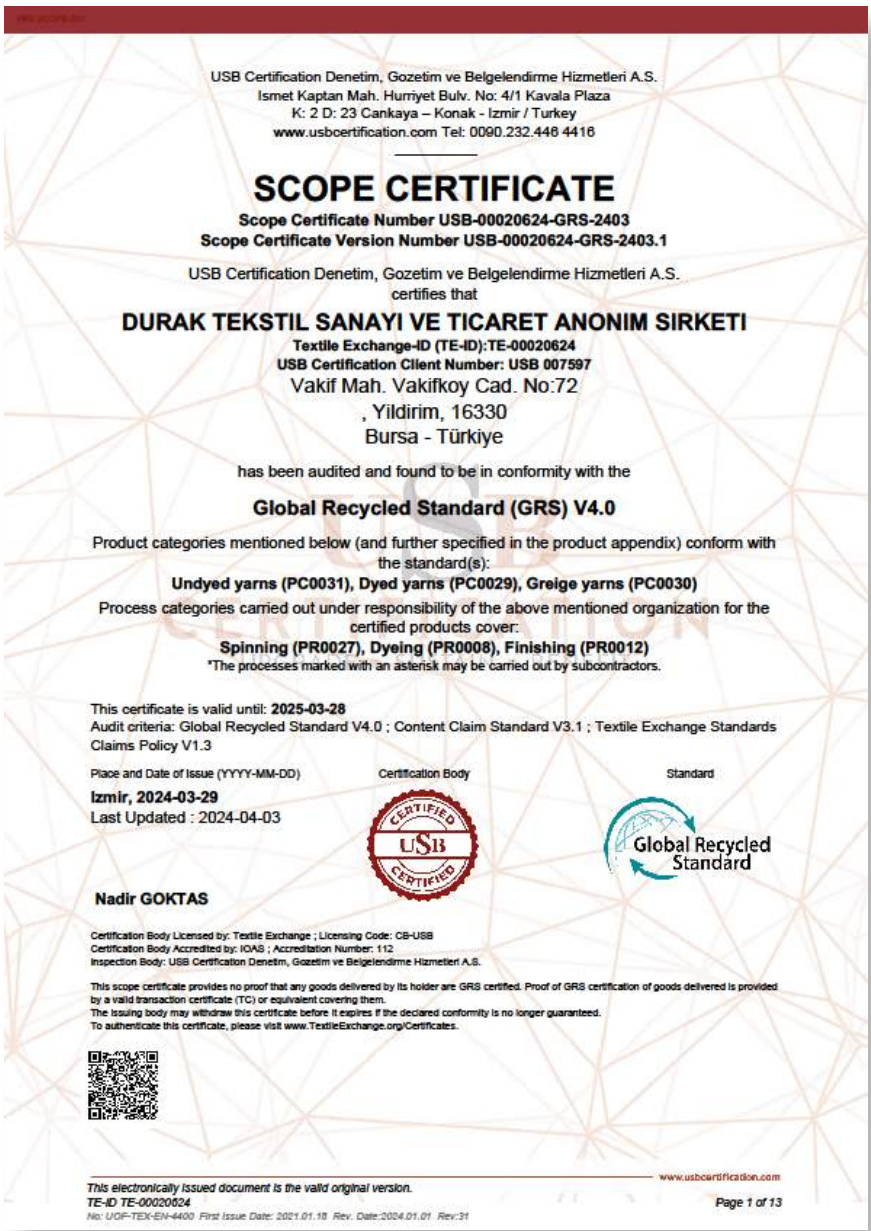 USB Certification Denetim, Gozetim ve Belgelendirme Hizmetleri A.S.
Ismet Kaptan Mah. Hurriyet Bulv. No: 4/1 Kavala Plaza
K: 2 D: 23 Cankaya – Konak - Izmir / Turkey
www.usbcertification.com Tel: 0090.232.446 4416
SCOPE CERTIFICATE
Scope Certificate Number USB-00020624-GRS-2403
Scope Certificate Version Number USB-00020624-GRS-2403.1
USB Certification Denetim, Gozetim ve Belgelendirme Hizmetleri A.S.
certifies that
DURAK TEKSTIL SANAYI VE TICARET ANONIM SIRKETI
Textile Exchange-ID (TE-ID):TE-00020624
USB Certification Client Number: USB 007597
Vakif Mah. Vakifkoy Cad. No:72
, Yildirim, 16330
Bursa - Türkiye
has been audited and found to be in conformity with the
Global Recycled Standard (GRS) V4.0
Product categories mentioned below (and further specified in the product appendix) conform with
the standard(s):
Undyed yarns (PC0031), Dyed yarns (PC0029), Greige yarns (PC0030)
Process categories carried out under responsibility of the above mentioned organization for the
certified products cover:
Spinning (PR0027), Dyeing (PR0008), Finishing (PR0012)
*The processes marked with an asterisk may be carried out by subcontractors.
USB
CERTIFICATION
This certificate is valid until: 2025-03-28
Audit criteria: Global Recycled Standard V4.0 ; Content Claim Standard V3.1 ; Textile Exchange Standards
Claims Policy V1.3
Place and Date of Issue (YYYY-MM-DD)
Izmir, 2024-03-29
Last Updated : 2024-04-03
Certification Body
CERTIFIED
USB
CERTIFIED
Standard
Global Recycled
Standard
Nadir GOKTAS
Certification Body Licensed by: Textile Exchange ; Licensing Code: CB-USB
Certification Body Accredited by: IOAS ; Accreditation Number: 112
Inspection Body: USB Certification Denetim, Gozetim ve Belgelendirme Hizmetleri A.S.
This scope certificate provides no proof that any goods delivered by its holder are GRS certified. Proof of GRS certification of goods delivered is provided
by a valid transaction certificate (TC) or equivalent covering them.
The issuing body may withdraw this certificate before it expires if the declared conformity is no longer guaranteed.
To authenticate this certificate, please visit www.TextileExchange.org/Certificates.
www.usbcertification.com
This electronically issued document is the valid original version.
TE-ID TE-00020624
Page 1 of 13
No: UOF-TEX-EN-4400 First Issue Date: 2021.01.18 Rev. Date:2024.01.01 Rev:31